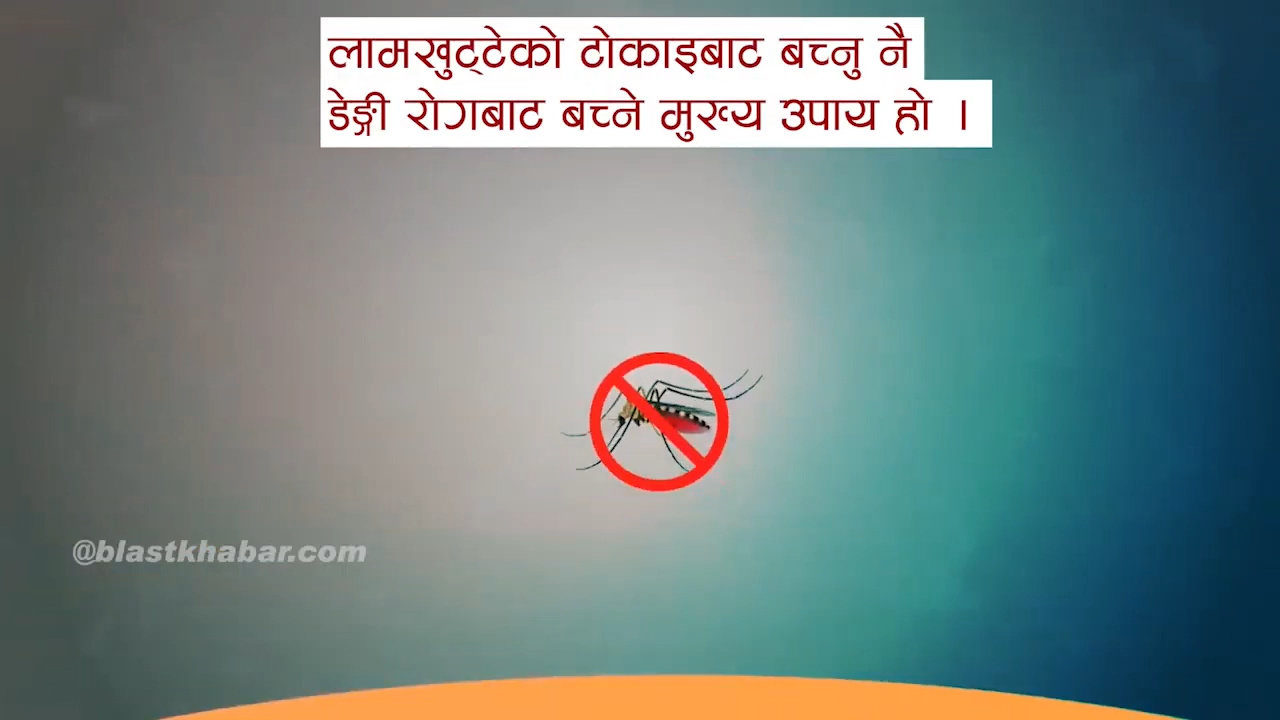 लामखुट्टेको टोकाइबाट बच्नु नै
डेङ्गी रोगबाट बच्ने मुख्य उपाय हो ।
@blastkhabar.com